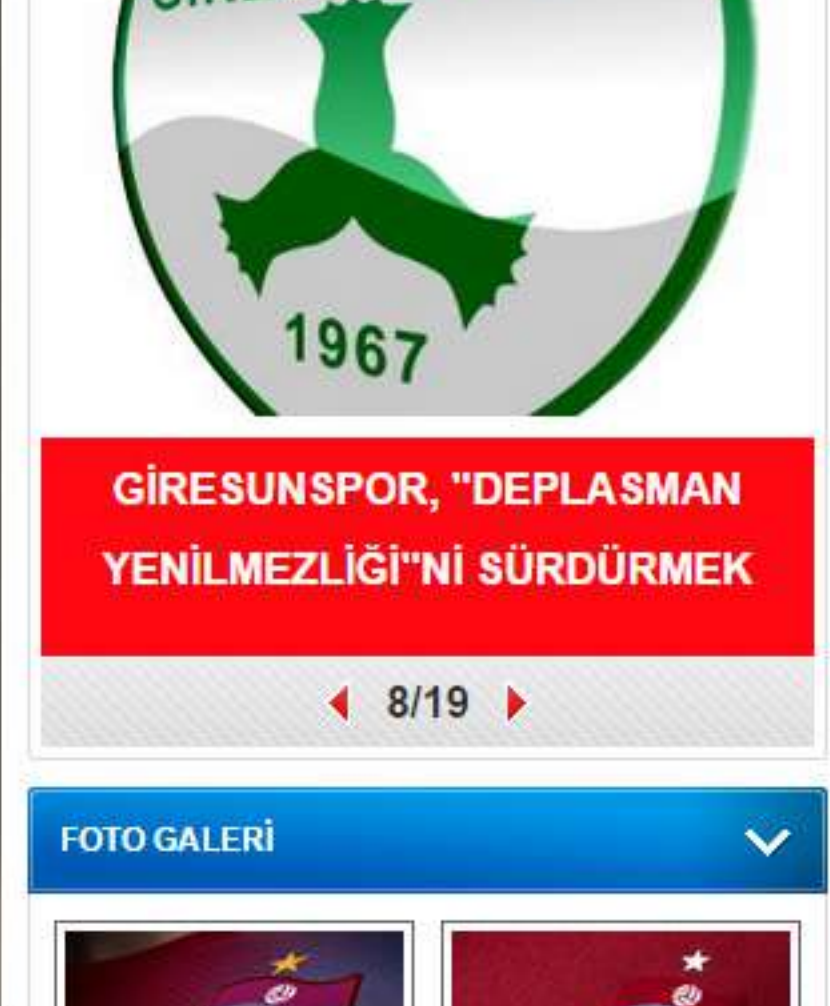 1967
GİRESUNSPOR, "DEPLASMAN
YENİLMEZLİĞİ"Nİ SÜRDÜRMEK
8/19
FOTO GALERİ